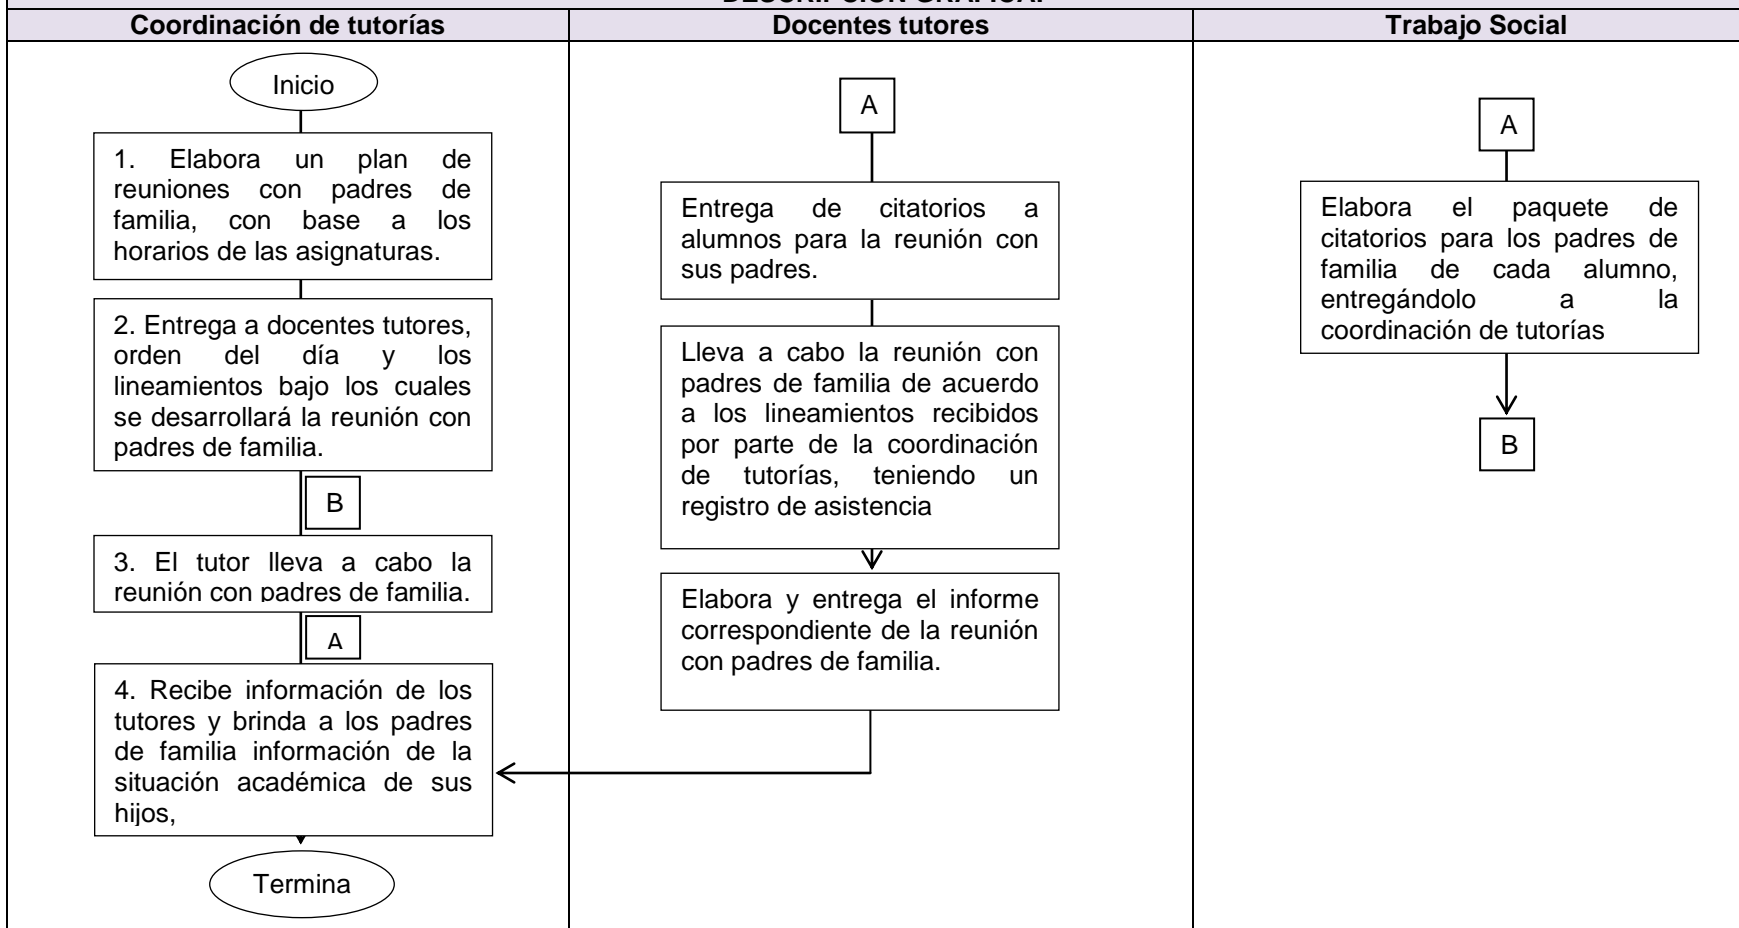 DESCRIPCIÓN GRÁFICA:
Coordinación de tutorías
Docentes tutores
Trabajo Social
Inicio
1. Elabora un plan de
reuniones con padres de
familia, con base a los
horarios de las asignaturas.
2. Entrega a docentes tutores,
orden del día y los
lineamientos bajo los cuales
se desarrollará la reunión con
padres de familia.
B
3. El tutor lleva a cabo la
reunión con padres de familia.
A
4. Recibe información de los
tutores y brinda a los padres
de familia información de la
situación académica de sus
hijos,
Termina
A
Entrega de citatorios a
alumnos para la reunión con
sus padres.
Lleva a cabo la reunión con
padres de familia de acuerdo
a los lineamientos recibidos
por parte de la coordinación
de tutorías, teniendo un
registro de asistencia
Elabora y entrega el informe
correspondiente de la reunión
con padres de familia.
A
Elabora el paquete de
citatorios para los padres de
familia de cada alumno,
entregándolo a la
coordinación de tutorías
B